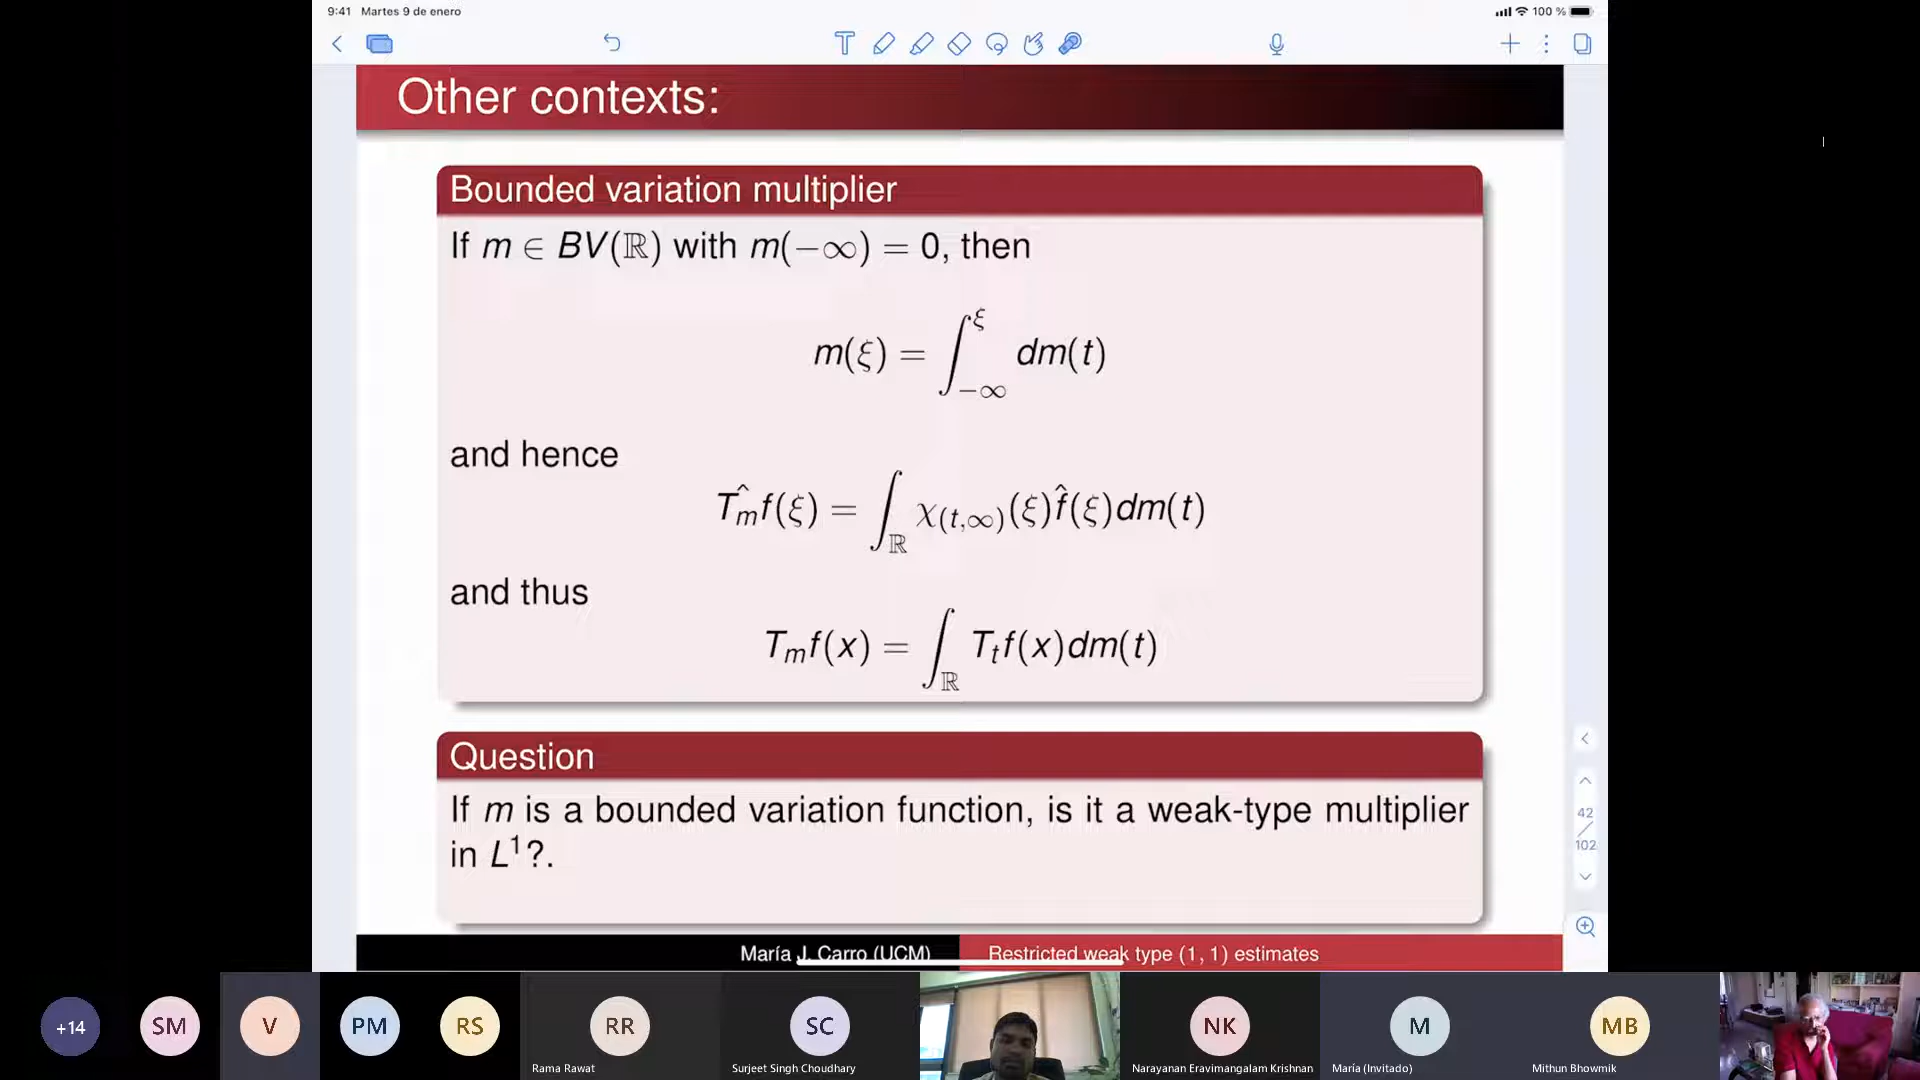 9:41 Martes 9 de enero
100 %
Other contexts:
Bounded variation multiplier
If m ∈ BV(ℝ) with m(−∞) = 0, then
m(ξ) = ∫_{−∞}^{ξ} dm(t)
and hence
T̂_m f(ξ) = ∫_ℝ χ_{(t,∞)}(ξ) f̂(ξ) dm(t)
and thus
T_m f(x) = ∫_ℝ T_t f(x) dm(t)
Question
If m is a bounded variation function, is it a weak-type multiplier
in L¹?.
42
/
102
María J. Carro (UCM) Restricted weak type (1, 1) estimates
+14 SM V PM RS RR SC NK M MB
Rama Rawat Surjeet Singh Choudhary Narayanan Eravimangalam Krishnan María (Invitado) Mithun Bhowmik